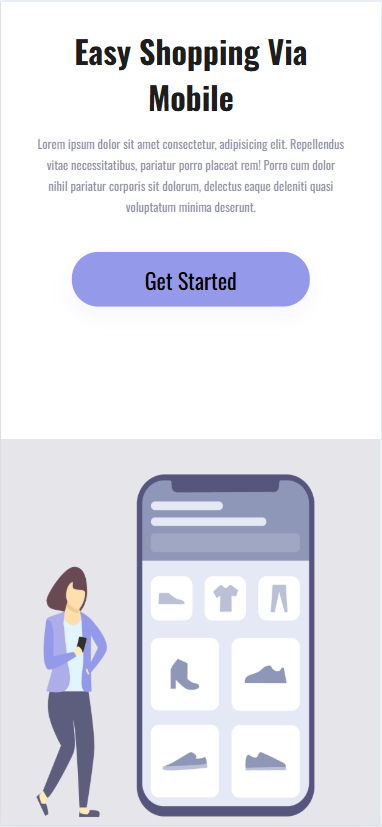 Easy Shopping Via
Mobile
Lorem ipsum dolor sit amet consectetur, adipisicing elit. Repellendus
vitae necessitatibus, pariatur porro placeat rem! Porro cum dolor
nihil pariatur corporis sit dolorum, delectus eaque deleniti quasi
voluptatum minima deserunt.
Get Started